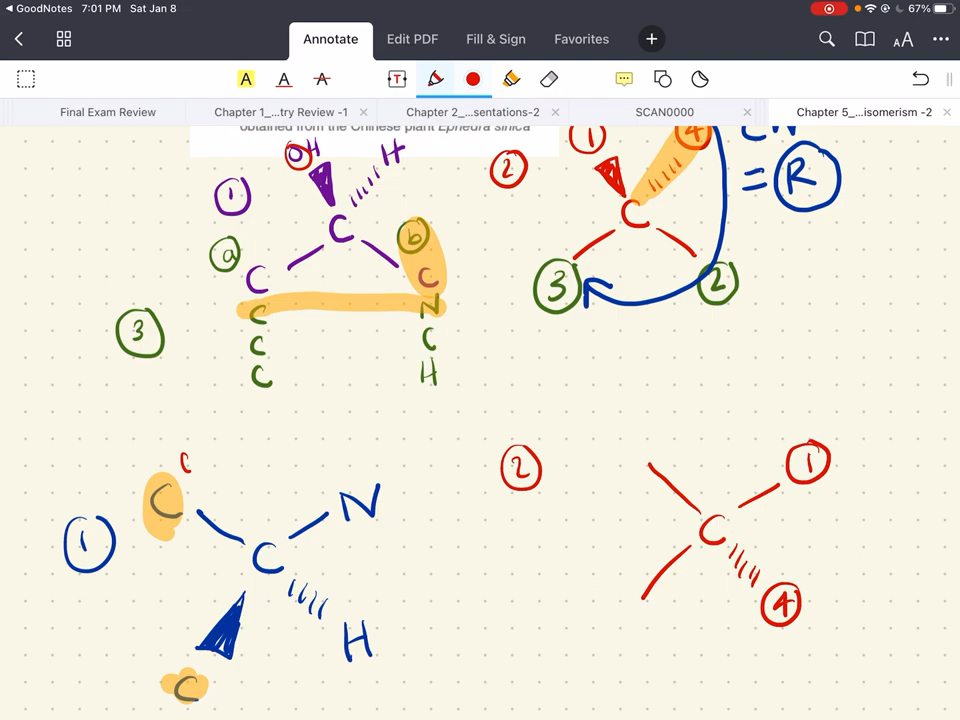 GoodNotes 7:01 PM Sat Jan 8 67%
Annotate Edit PDF Fill & Sign Favorites
A A A T
Final Exam Review Chapter 1_...try Review -1 Chapter 2_...sentations-2 SCAN0000 Chapter 5_...isomerism -2
obtained from the Chinese plant Ephedra sinica
OH H
1
C
a b
C C
C N
C C
C H
3
2
1 4
C
3 2
= R
1
C C N
C
H
C
2
1
C
4